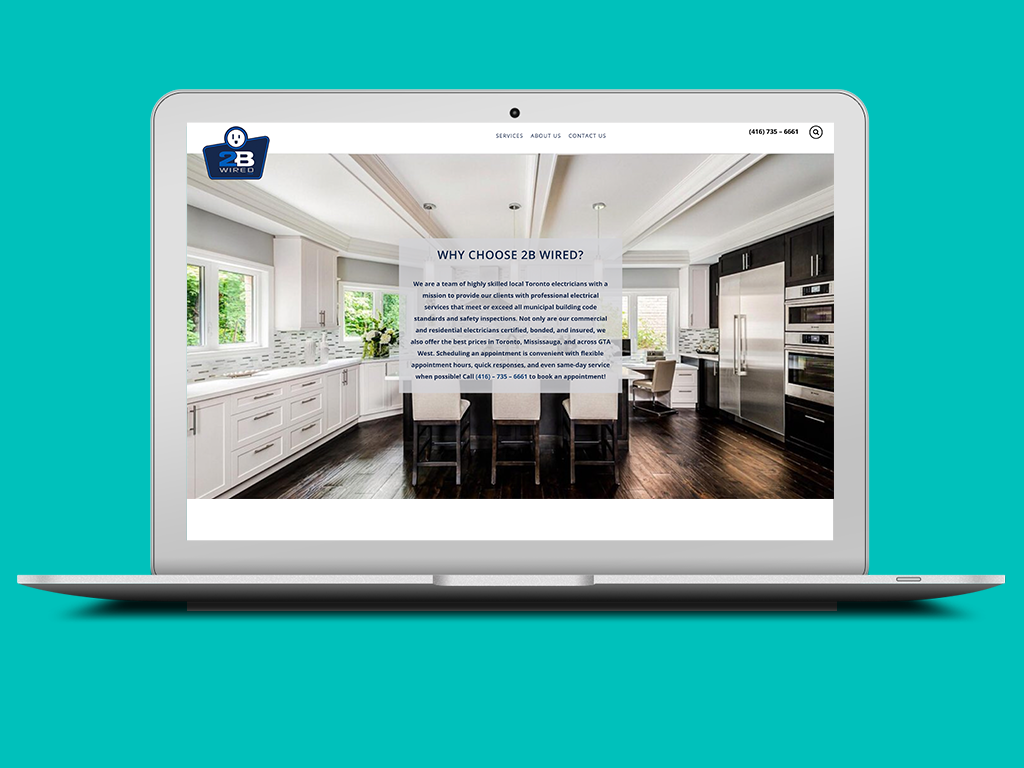 2B
WIRED
SERVICES ABOUT US CONTACT US
(416) 735 – 6661
WHY CHOOSE 2B WIRED?
We are a team of highly skilled local Toronto electricians with a
mission to provide our clients with professional electrical
services that meet or exceed all municipal building code
standards and safety inspections. Not only are our commercial
and residential electricians certified, bonded, and insured, we
also offer the best prices in Toronto, Mississauga, and across GTA
West. Scheduling an appointment is convenient with flexible
appointment hours, quick responses, and even same-day service
when possible! Call (416) – 735 – 6661 to book an appointment!